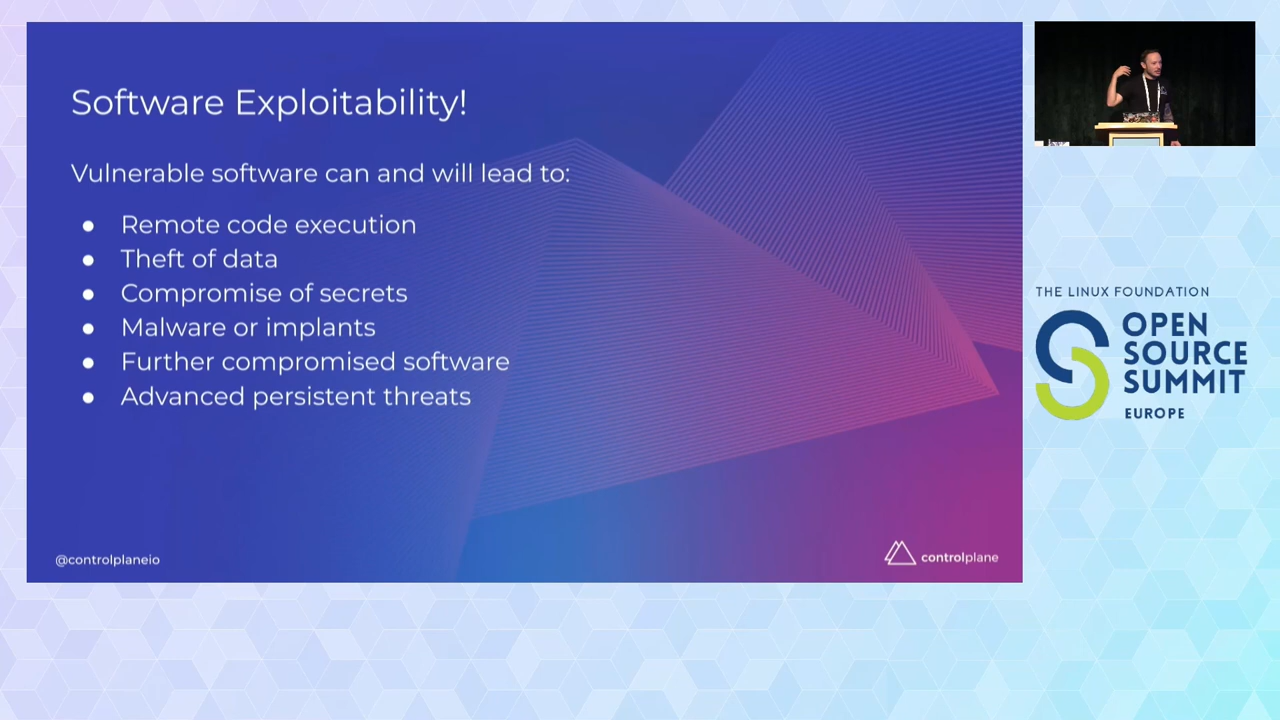 Software Exploitability!
Vulnerable software can and will lead to:
● Remote code execution
● Theft of data
● Compromise of secrets
● Malware or implants
● Further compromised software
● Advanced persistent threats
@controlplaneio
controlplane
THE LINUX FOUNDATION
OPEN
SOURCE
SUMMIT
EUROPE